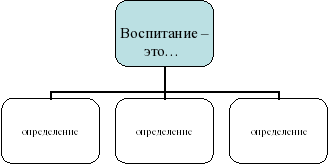 Воспитание –
это…
определение
определение
определение